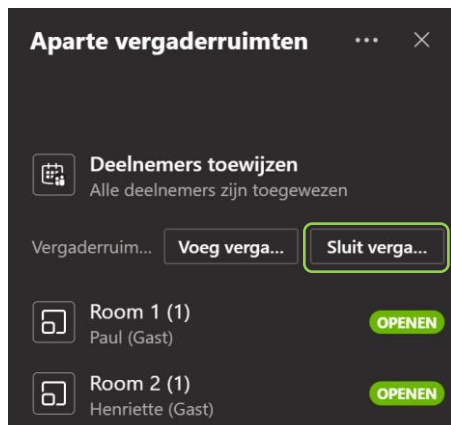 Aparte vergaderruimten
Deelnemers toewijzen
Alle deelnemers zijn toegewezen
Vergaderruim... Voeg verga... Sluit verga...
Room 1 (1) OPENEN
Paul (Gast)
Room 2 (1) OPENEN
Henriette (Gast)